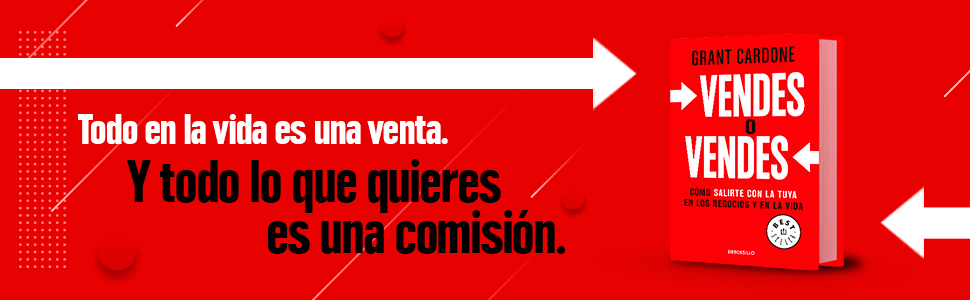 Todo en la vida es una venta.
Y todo lo que quieres
es una comisión.
GRANT CARDONE
VENDES
O
VENDES
CÓMO SALIRTE CON LA TUYA
EN LOS NEGOCIOS Y EN LA VIDA
BEST
SELLER
DEBOLSILLO